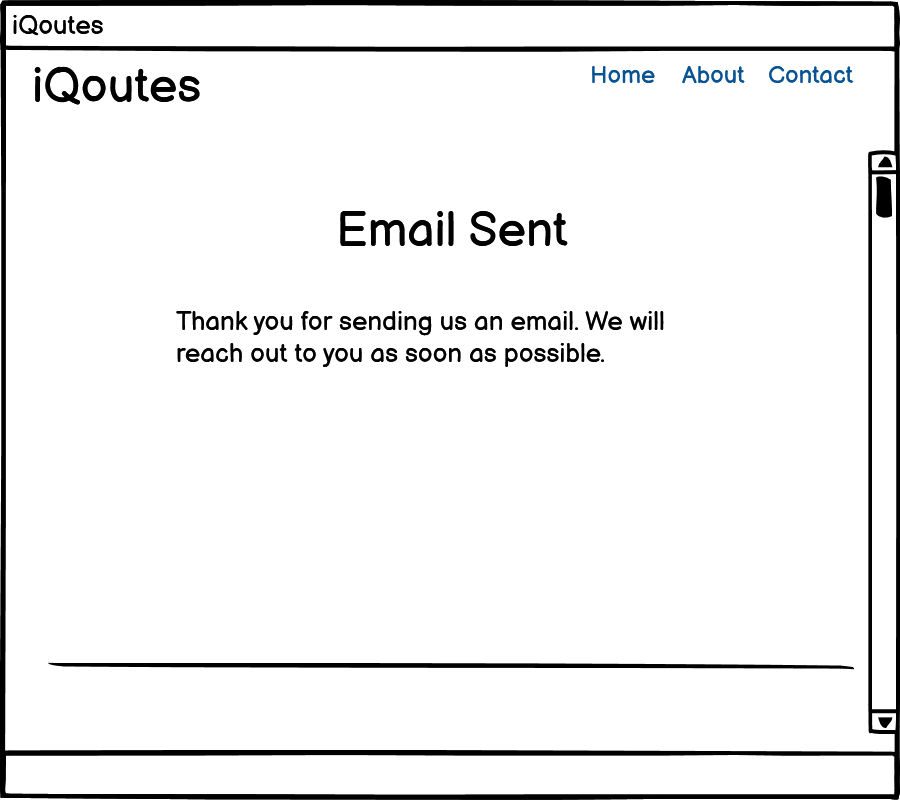 iQoutes
iQoutes
Home About Contact
Email Sent
Thank you for sending us an email. We will
reach out to you as soon as possible.